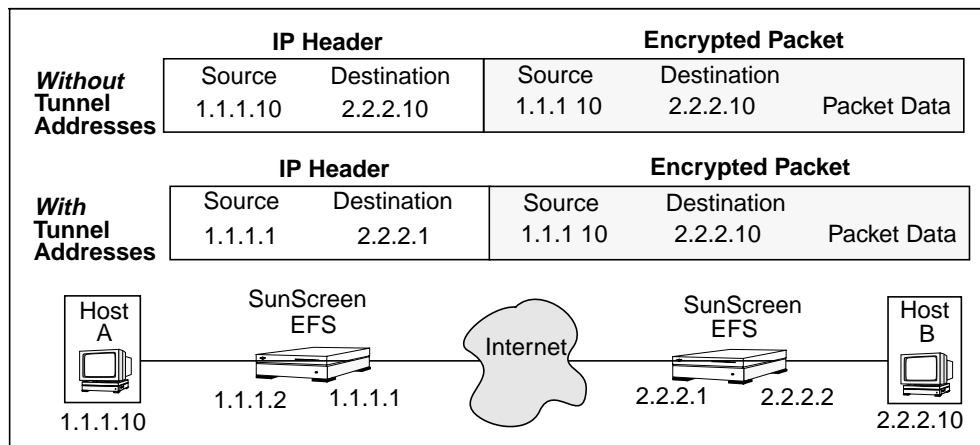 IP Header Encrypted Packet
Without Tunnel Addresses
Source Destination Source Destination
1.1.1.10 2.2.2.10 1.1.1 10 2.2.2.10 Packet Data
IP Header Encrypted Packet
With Tunnel Addresses
Source Destination Source Destination
1.1.1.1 2.2.2.1 1.1.1 10 2.2.2.10 Packet Data
Host A
SunScreen EFS
Internet
SunScreen EFS
Host B
1.1.1.10
1.1.1.2 1.1.1.1
2.2.2.1 2.2.2.2
2.2.2.10